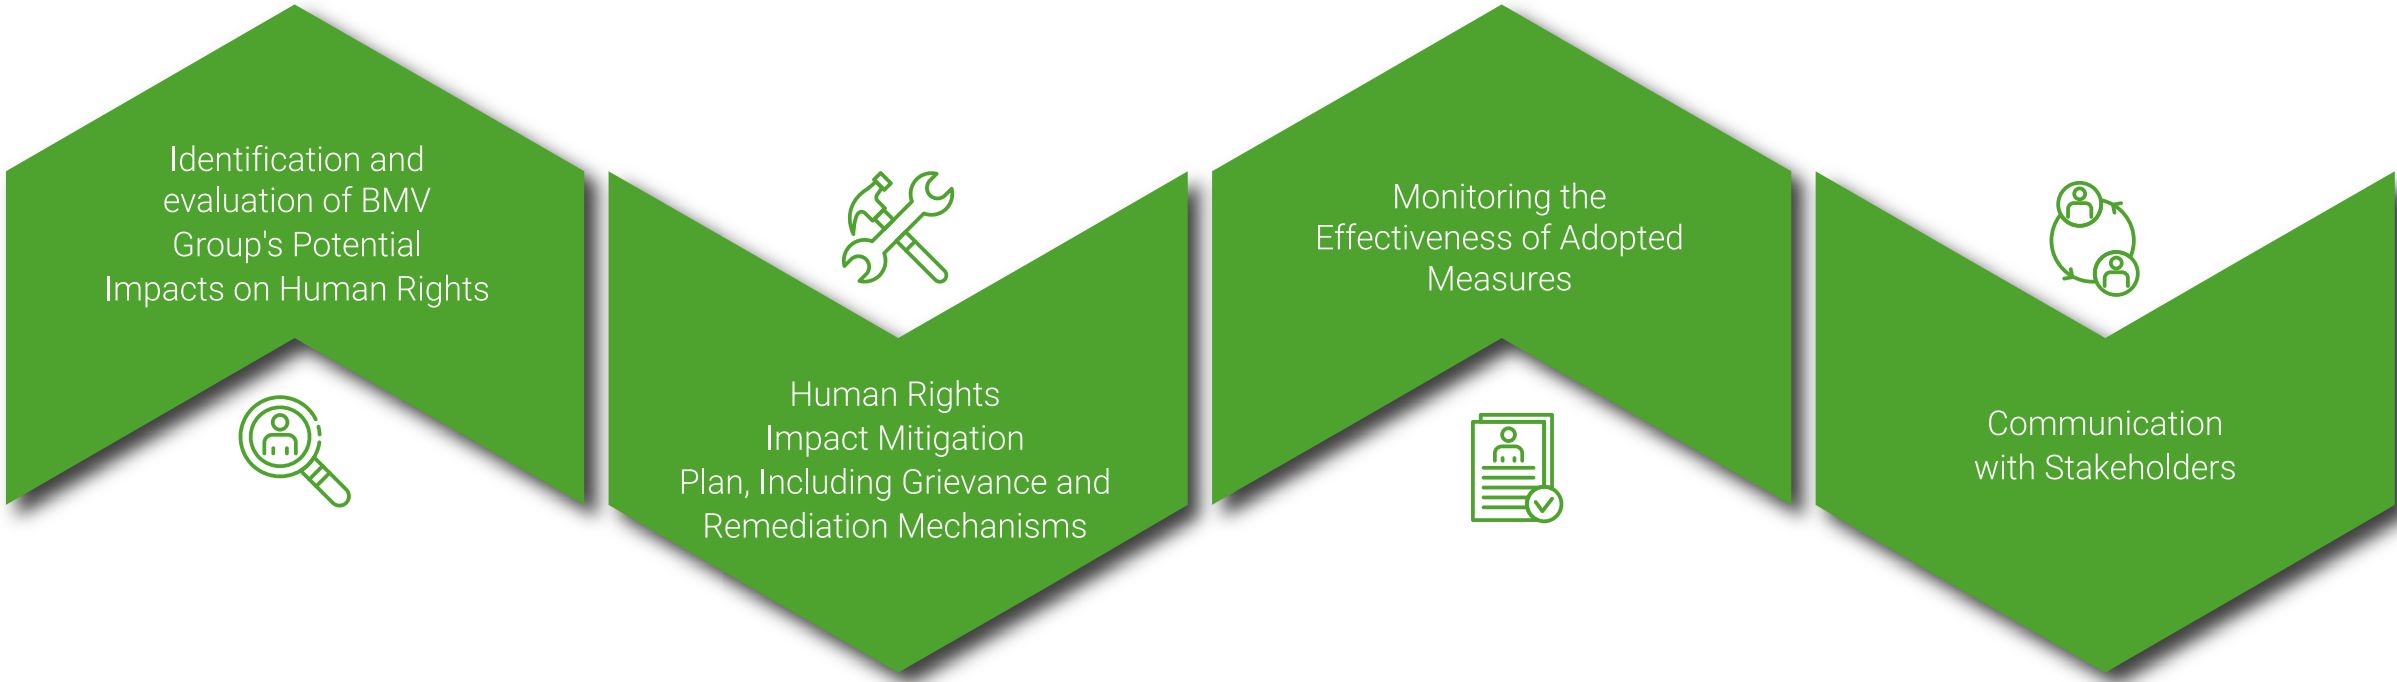 Identification and
evaluation of BMV
Group's Potential
Impacts on Human Rights
Human Rights
Impact Mitigation
Plan, Including Grievance and
Remediation Mechanisms
Monitoring the
Effectiveness of Adopted
Measures
Communication
with Stakeholders